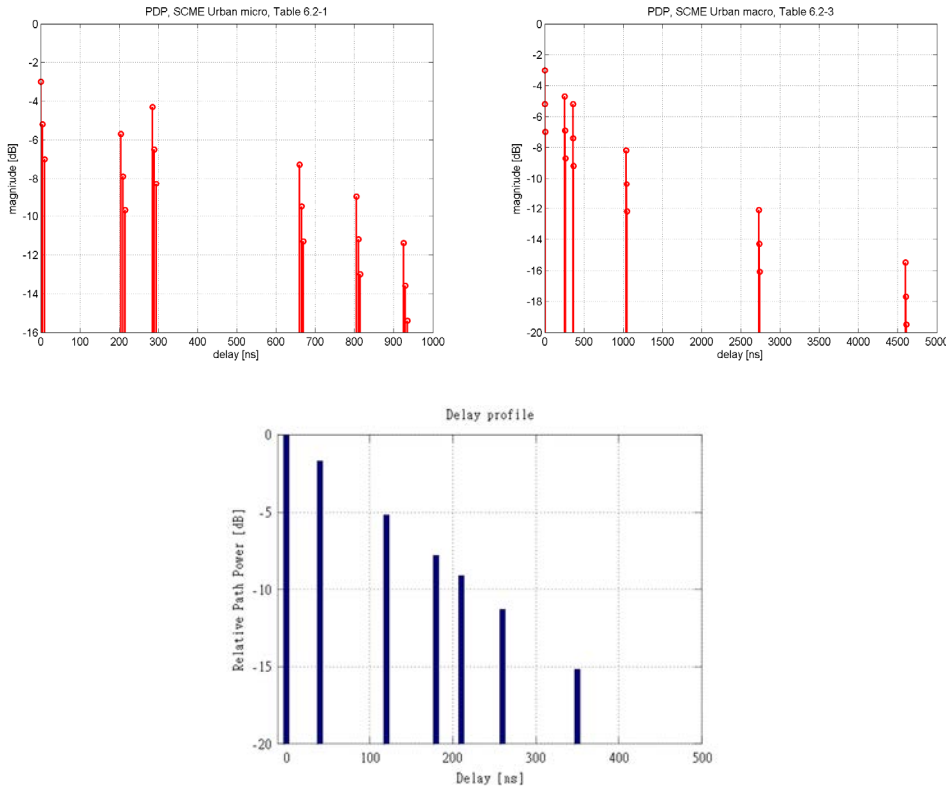 PDP, SCME Urban micro, Table 6.2-1
magnitude [dB]
0
-2
-4
-6
-8
-10
-12
-14
-16
0 100 200 300 400 500 600 700 800 900 1000
delay [ns]
PDP, SCME Urban macro, Table 6.2-3
magnitude [dB]
0
-2
-4
-6
-8
-10
-12
-14
-16
-18
-20
0 500 1000 1500 2000 2500 3000 3500 4000 4500 5000
delay [ns]
Delay profile
Relative Path Power [dB]
0
-5
-10
-15
-20
0 100 200 300 400 500
Delay [ns]